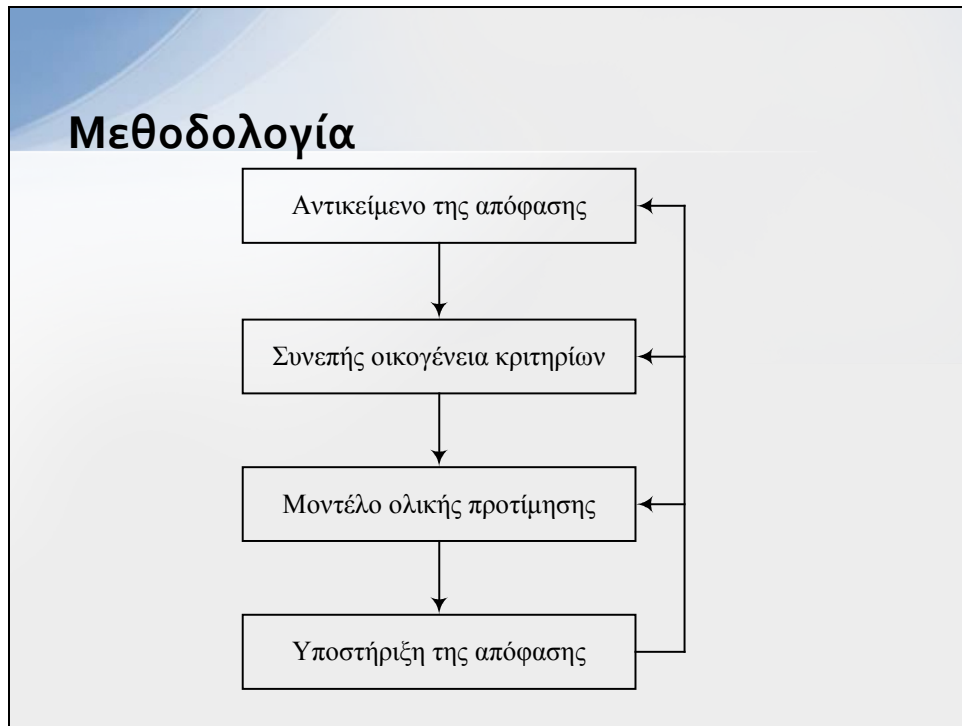 Μεθοδολογία
Αντικείμενο της απόφασης
Συνεπής οικογένεια κριτηρίων
Μοντέλο ολικής προτίμησης
Υποστήριξη της απόφασης